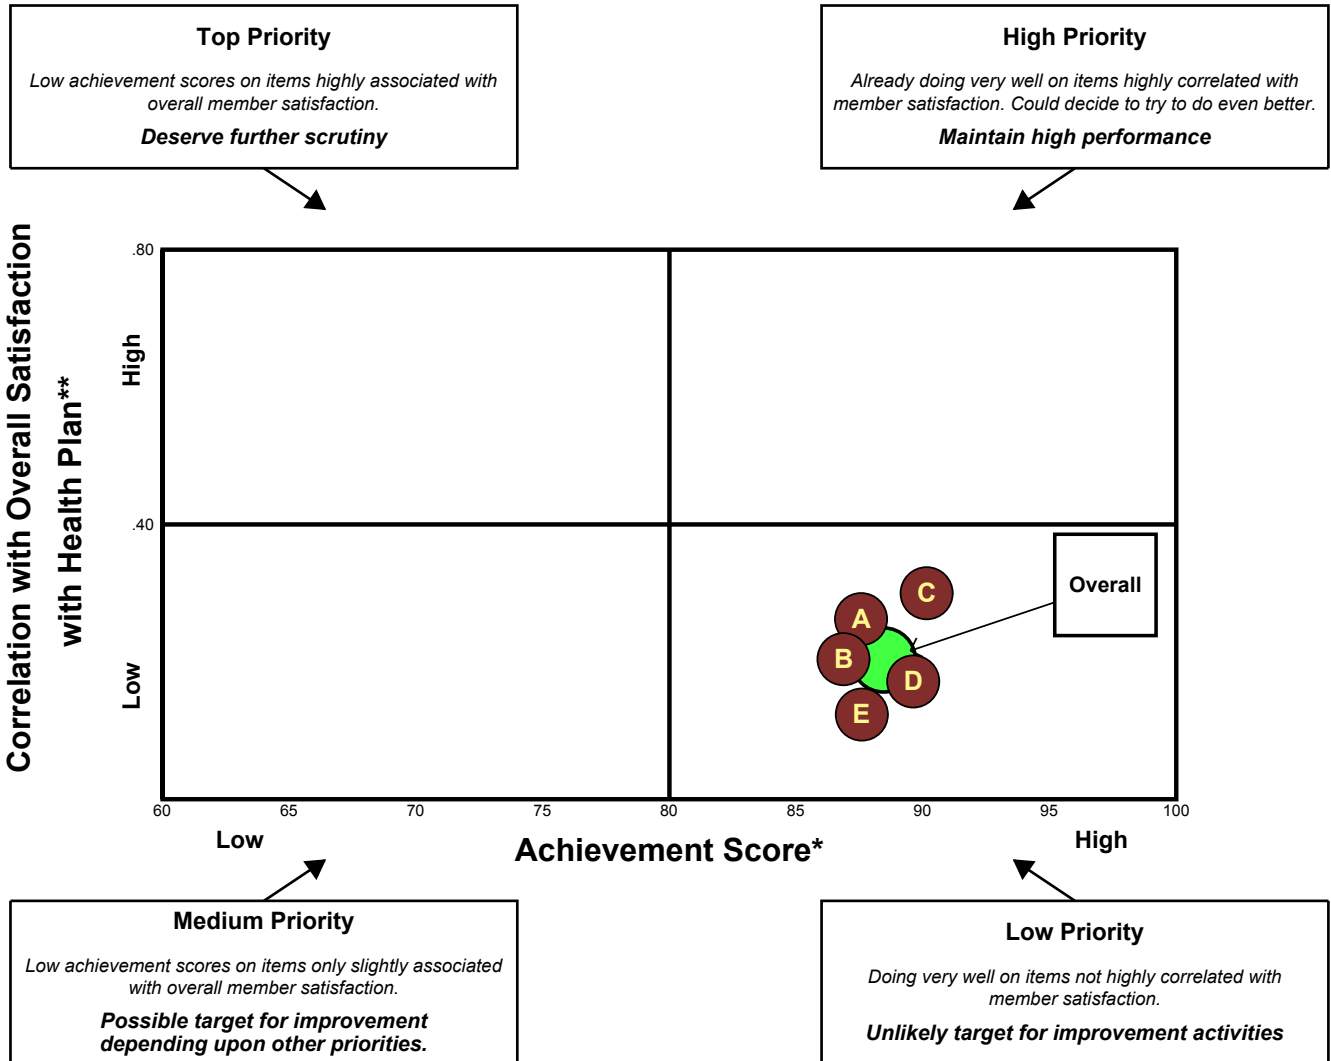 Top Priority
Low achievement scores on items highly associated with
overall member satisfaction.
Deserve further scrutiny
High Priority
Already doing very well on items highly correlated with
member satisfaction. Could decide to try to do even better.
Maintain high performance
Correlation with Overall Satisfaction
with Health Plan**
.80
High
.40
Low
Overall
C
A
B
D
E
60
65
70
75
80
85
90
95
100
Low
Achievement Score*
High
Medium Priority
Low achievement scores on items only slightly associated
with overall member satisfaction.
Possible target for improvement
depending upon other priorities.
Low Priority
Doing very well on items not highly correlated with
member satisfaction.
Unlikely target for improvement activities